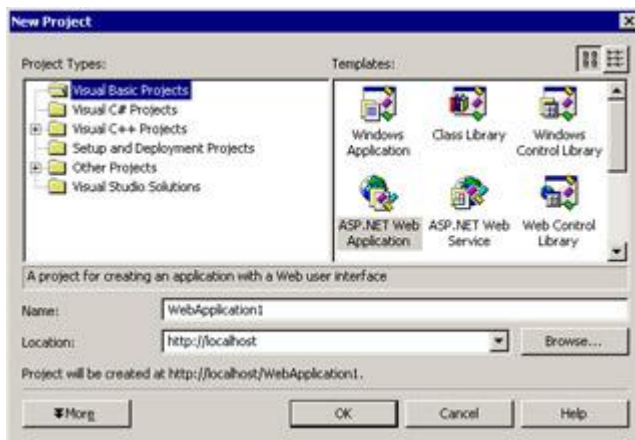 New Project
Project Types:
Templates:
Visual Basic Projects
Visual C# Projects
Visual C++ Projects
Setup and Deployment Projects
Other Projects
Visual Studio Solutions
Windows Application
Class Library
Windows Control Library
ASP.NET Web Application
ASP.NET Web Service
Web Control Library
A project for creating an application with a Web user interface
Name:
WebApplication1
Location:
http://localhost
Browse...
Project will be created at http://localhost/WebApplication1.
More
OK
Cancel
Help